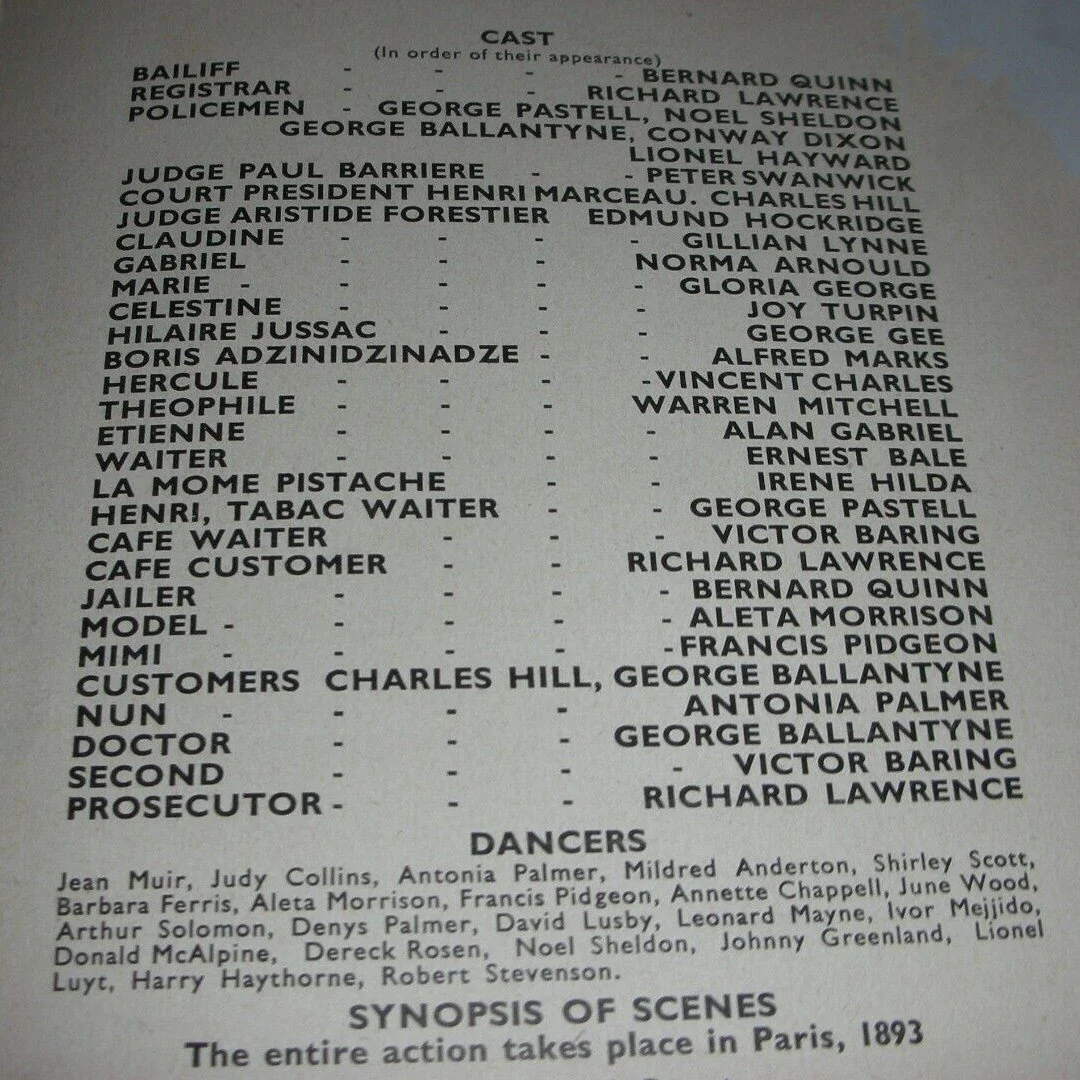 CAST
(In order of their appearance)
BAILIFF - - - - BERNARD QUINN
REGISTRAR - - - RICHARD LAWRENCE
POLICEMEN - GEORGE PASTELL, NOEL SHELDON
GEORGE BALLANTYNE, CONWAY DIXON
LIONEL HAYWARD
JUDGE PAUL BARRIERE - - PETER SWANWICK
COURT PRESIDENT HENRI MARCEAU. CHARLES HILL
JUDGE ARISTIDE FORESTIER EDMUND HOCKRIDGE
CLAUDINE - - - - GILLIAN LYNNE
GABRIEL - - - NORMA ARNOULD
MARIE - - - - - GLORIA GEORGE
CELESTINE - - - - JOY TURPIN
HILAIRE JUSSAC - - - GEORGE GEE
BORIS ADZINIDZINADZE - - ALFRED MARKS
HERCULE - - - - VINCENT CHARLES
THEOPHILE - - - WARREN MITCHELL
ETIENNE - - - - ALAN GABRIEL
WAITER - - - - ERNEST BALE
LA MOME PISTACHE - - IRENE HILDA
HENRI, TABAC WAITER - - GEORGE PASTELL
CAFE WAITER - - - VICTOR BARING
CAFE CUSTOMER - - RICHARD LAWRENCE
JAILER - - - - BERNARD QUINN
MODEL - - - - - ALETA MORRISON
MIMI - - - - - FRANCIS PIDGEON
CUSTOMERS CHARLES HILL, GEORGE BALLANTYNE
NUN - - - - ANTONIA PALMER
DOCTOR - - - GEORGE BALLANTYNE
SECOND - - - - VICTOR BARING
PROSECUTOR - - - RICHARD LAWRENCE
DANCERS
Jean Muir, Judy Collins, Antonia Palmer, Mildred Anderton, Shirley Scott,
Barbara Ferris, Aleta Morrison, Francis Pidgeon, Annette Chappell, June Wood,
Arthur Solomon, Denys Palmer, David Lusby, Leonard Mayne, Ivor Mejjido,
Donald McAlpine, Dereck Rosen, Noel Sheldon, Johnny Greenland, Lionel
Luyt, Harry Haythorne, Robert Stevenson.
SYNOPSIS OF SCENES
The entire action takes place in Paris, 1893